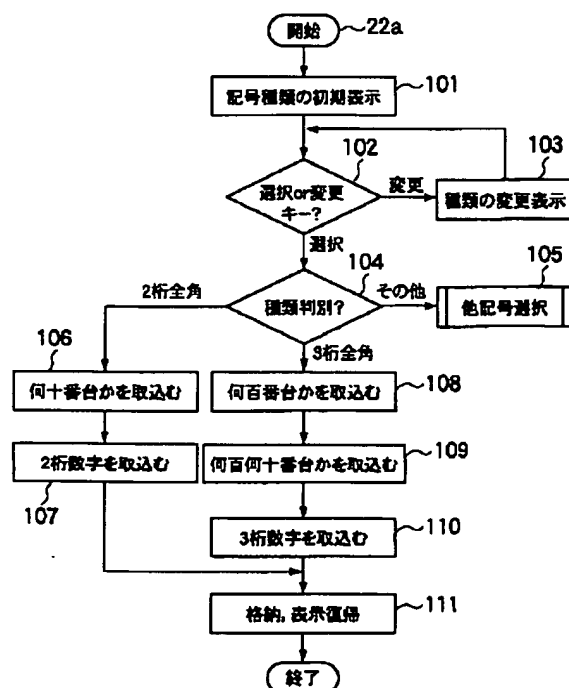 開始
22a
記号種類の初期表示
101
102
103
選択or変更
キー?
変更
種類の変更表示
選択
104
105
2桁全角
種類判別?
その他
他記号選択
106
3桁全角
108
何十番台かを取込む
何百番台かを取込む
109
2桁数字を取込む
何百何十番台かを取込む
107
110
3桁数字を取込む
111
格納,表示復帰
終了